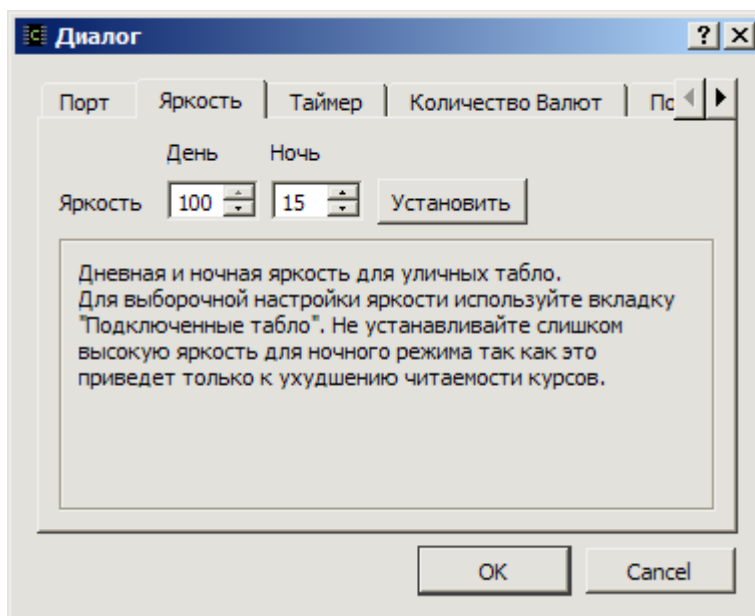 Диалог
Порт Яркость Таймер Количество Валют По
День Ночь
Яркость 100 15 Установить
Дневная и ночная яркость для уличных табло.
Для выборочной настройки яркости используйте вкладку
"Подключенные табло". Не устанавливайте слишком
высокую яркость для ночного режима так как это
приведет только к ухудшению читаемости курсов.
OK Cancel